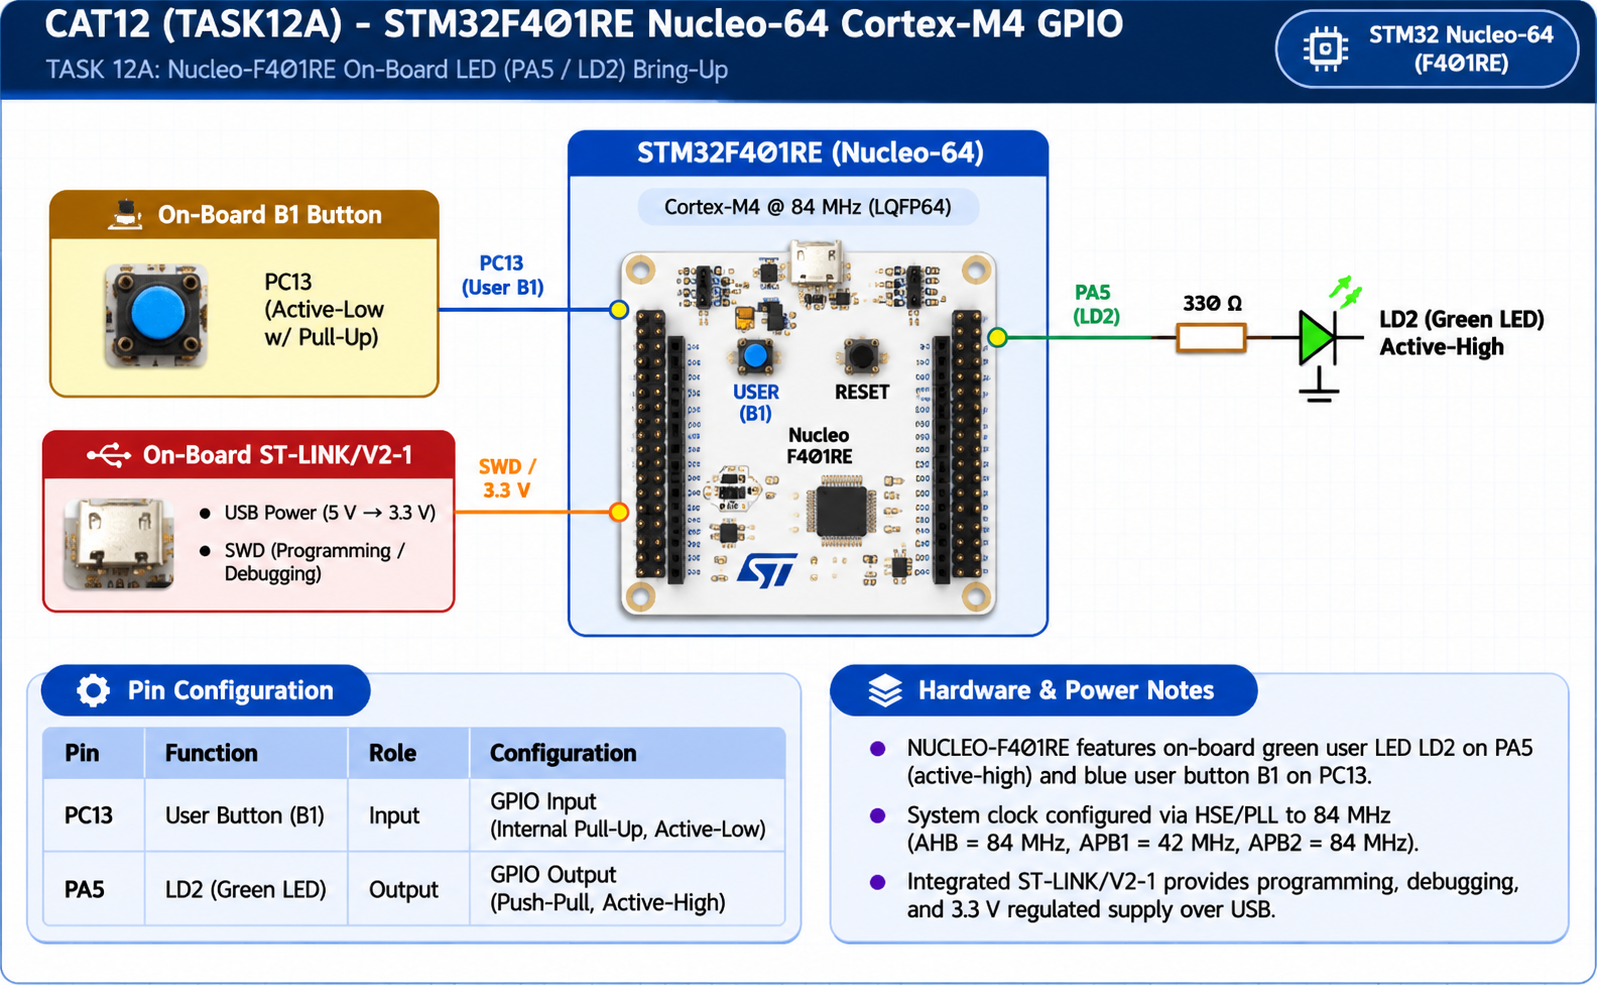 CAT12 (TASK12A) - STM32F401RE Nucleo-64 Cortex-M4 GPIO
TASK 12A: Nucleo-F401RE On-Board LED (PA5 / LD2) Bring-Up
STM32 Nucleo-64
(F401RE)
STM32F401RE (Nucleo-64)
Cortex-M4 @ 84 MHz (LQFP64)
On-Board B1 Button
PC13
(Active-Low
w/ Pull-Up)
PC13
(User B1)
On-Board ST-LINK/V2-1
USB Power (5 V → 3.3 V)
SWD (Programming /
Debugging)
SWD /
3.3 V
USER
(B1)
RESET
Nucleo
F401RE
ST
PA5
(LD2)
330 Ω
LD2 (Green LED)
Active-High
Pin Configuration
Pin Function Role Configuration
PC13 User Button (B1) Input GPIO Input
(Internal Pull-Up, Active-Low)
PA5 LD2 (Green LED) Output GPIO Output
(Push-Pull, Active-High)
Hardware & Power Notes
NUCLEO-F401RE features on-board green user LED LD2 on PA5
(active-high) and blue user button B1 on PC13.
System clock configured via HSE/PLL to 84 MHz
(AHB = 84 MHz, APB1 = 42 MHz, APB2 = 84 MHz).
Integrated ST-LINK/V2-1 provides programming, debugging,
and 3.3 V regulated supply over USB.